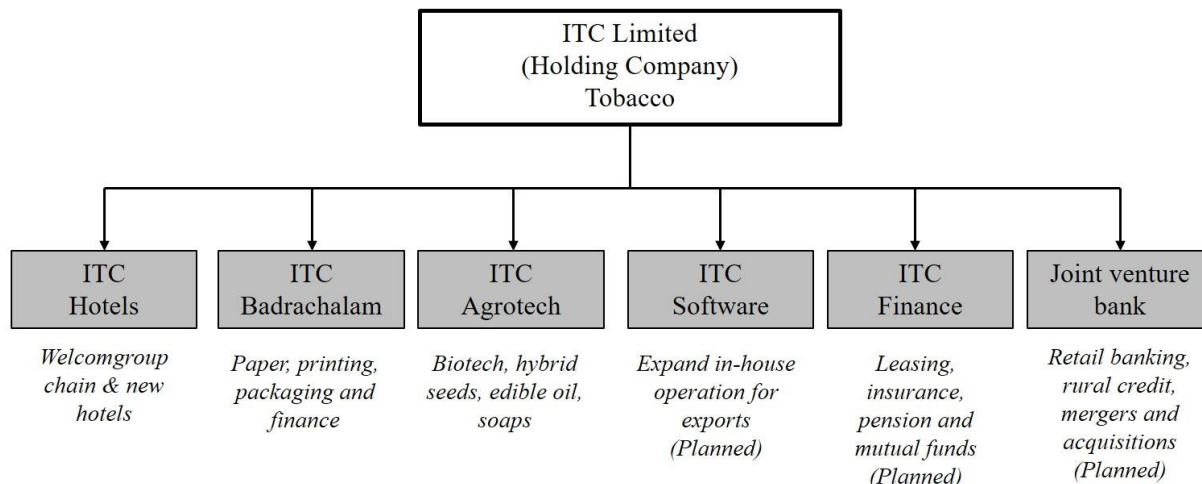 ITC Limited
(Holding Company)
Tobacco
ITC
Hotels
Welcomgroup
chain & new
hotels
ITC
Badrachalam
Paper, printing,
packaging and
finance
ITC
Agrotech
Biotech, hybrid
seeds, edible oil,
soaps
ITC
Software
Expand in-house
operation for
exports
(Planned)
ITC
Finance
Leasing,
insurance,
pension and
mutual funds
(Planned)
Joint venture
bank
Retail banking,
rural credit,
mergers and
acquisitions
(Planned)